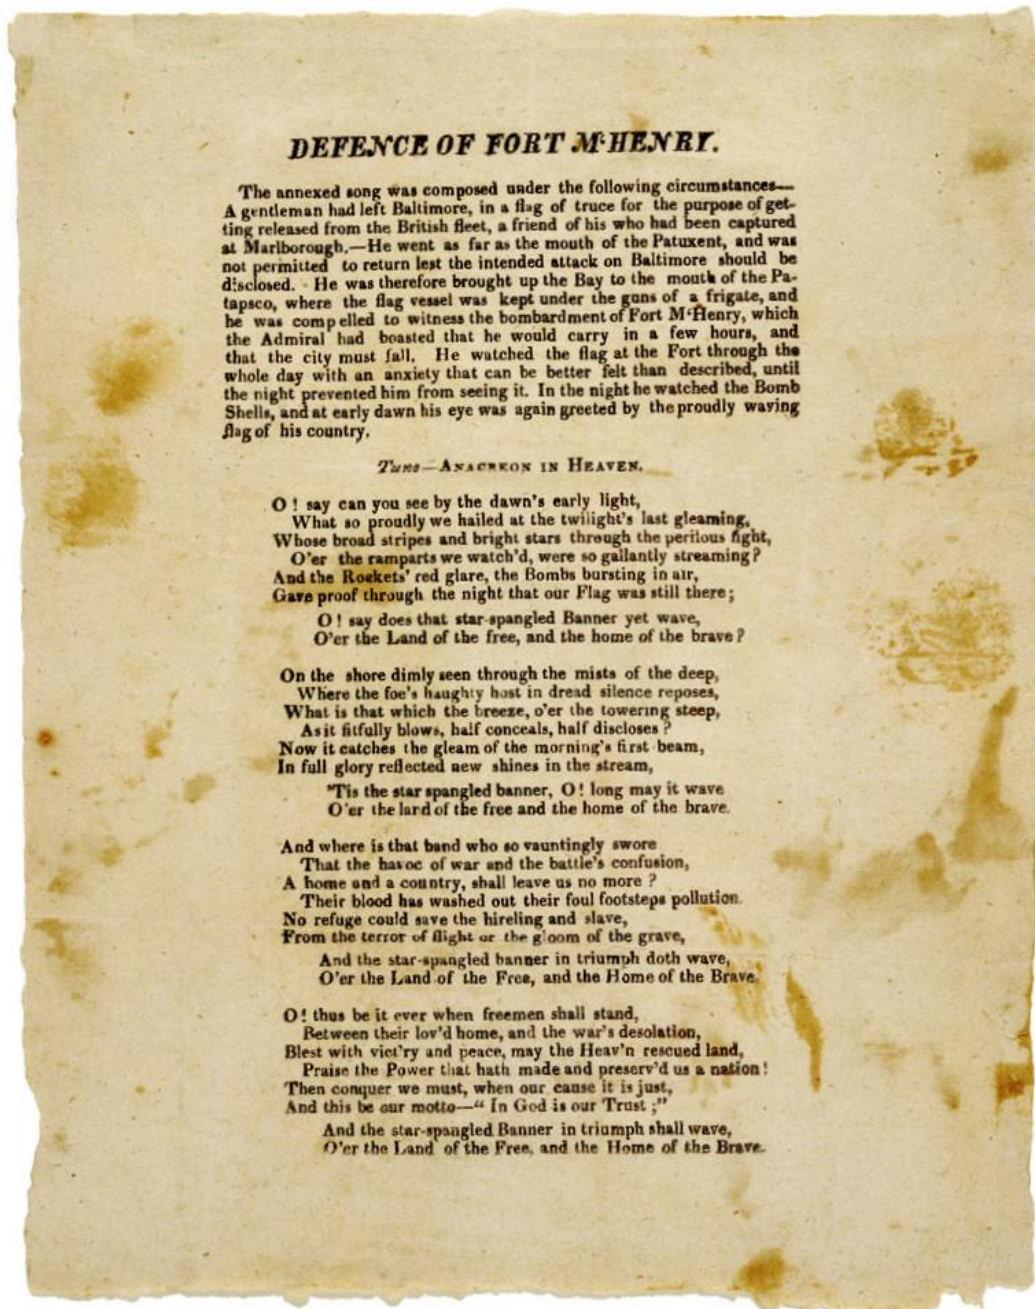 DEFENCE OF FORT M'HENRY.
The annexed song was composed under the following circumstances—
A gentleman had left Baltimore, in a flag of truce for the purpose of get-
ting released from the British fleet, a friend of his who had been captured
at Marlborough.—He went as far as the mouth of the Patuxent, and was
not permitted to return lest the intended attack on Baltimore should be
disclosed. He was therefore brought up the Bay to the mouth of the Pa-
tapsco, where the flag vessel was kept under the guns of a frigate, and
he was compelled to witness the bombardment of Fort M'Henry, which
the Admiral had boasted that he would carry in a few hours, and
that the city must fall. He watched the flag at the Fort through the
whole day with an anxiety that can be better felt than described, until
the night prevented him from seeing it. In the night he watched the Bomb
Shells, and at early dawn his eye was again greeted by the proudly waving
flag of his country.
Tune—ANACREON IN HEAVEN.
O ! say can you see by the dawn's early light,
What so proudly we hailed at the twilight's last gleaming,
Whose broad stripes and bright stars through the perilous fight,
O'er the ramparts we watch'd, were so gallantly streaming ?
And the Rockets' red glare, the Bombs bursting in air,
Gave proof through the night that our Flag was still there ;
O ! say does that star-spangled Banner yet wave,
O'er the Land of the free, and the home of the brave ?
On the shore dimly seen through the mists of the deep,
Where the foe's haughty host in dread silence reposes,
What is that which the breeze, o'er the towering steep,
As it fitfully blows, half conceals, half discloses ?
Now it catches the gleam of the morning's first beam,
In full glory reflected new shines in the stream,
'Tis the star spangled banner, O ! long may it wave
O'er the land of the free and the home of the brave.
And where is that band who so vauntingly swore
That the havoc of war and the battle's confusion,
A home and a country, shall leave us no more ?
Their blood has washed out their foul footsteps pollution.
No refuge could save the hireling and slave,
From the terror of flight or the gloom of the grave,
And the star-spangled banner in triumph doth wave,
O'er the Land of the Free, and the Home of the Brave.
O ! thus be it ever when freemen shall stand,
Between their lov'd home, and the war's desolation,
Blest with vict'ry and peace, may the Heav'n rescued land,
Praise the Power that hath made and preserv'd us a nation !
Then conquer we must, when our cause it is just,
And this be our motto—“ In God is our Trust ;”
And the star-spangled Banner in triumph shall wave,
O'er the Land of the Free, and the Home of the Brave.